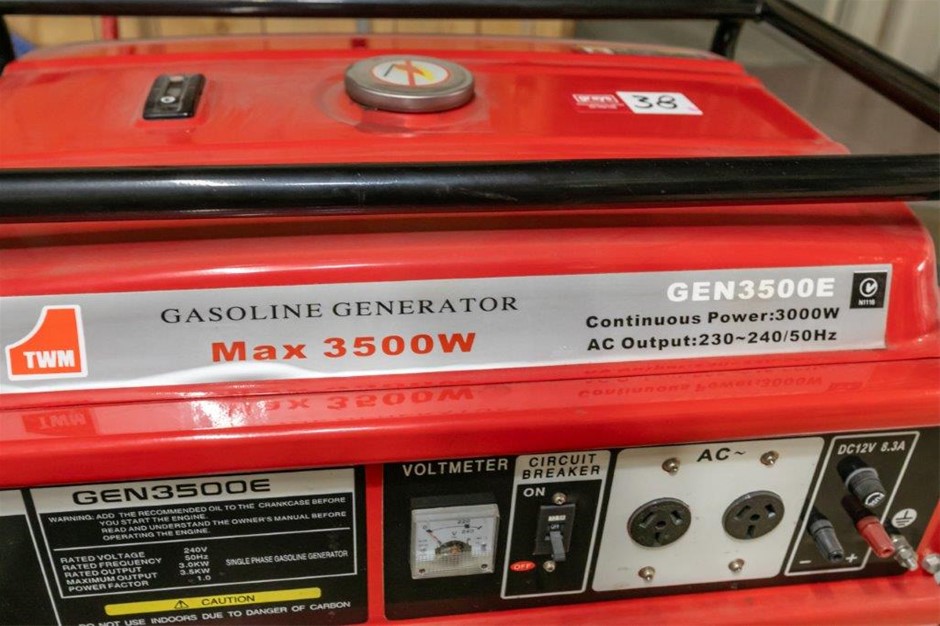 grays
38
GASOLINE GENERATOR
Max 3500W
TWM
GEN3500E
Continuous Power:3000W
AC Output:230~240/50Hz
N1116
GEN3500E
WARNING: ADD THE RECOMMENDED OIL TO THE CRANKCASE BEFORE
YOU START THE ENGINE.
READ AND UNDERSTAND THE OWNER'S MANUAL BEFORE
OPERATING THE ENGINE.
RATED VOLTAGE 240V
RATED FREQUENCY 50Hz
RATED OUTPUT 3.0KW
MAXIMUM OUTPUT 3.5KW
POWER FACTOR 1.0
SINGLE PHASE GASOLINE GENERATOR
⚠ CAUTION
DO NOT USE INDOORS DUE TO DANGER OF CARBON
VOLTMETER
V
CIRCUIT
BREAKER
ON
OFF
AC~
DC12V 8.3A
− +